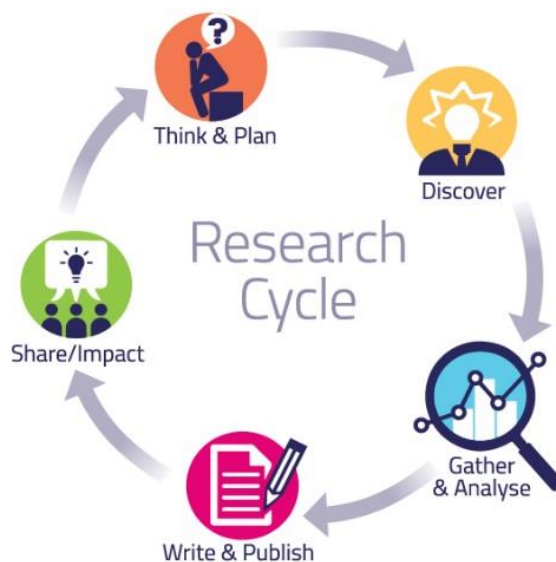 ?
Think & Plan
Discover
Research
Cycle
Share/Impact
Gather
& Analyse
Write & Publish